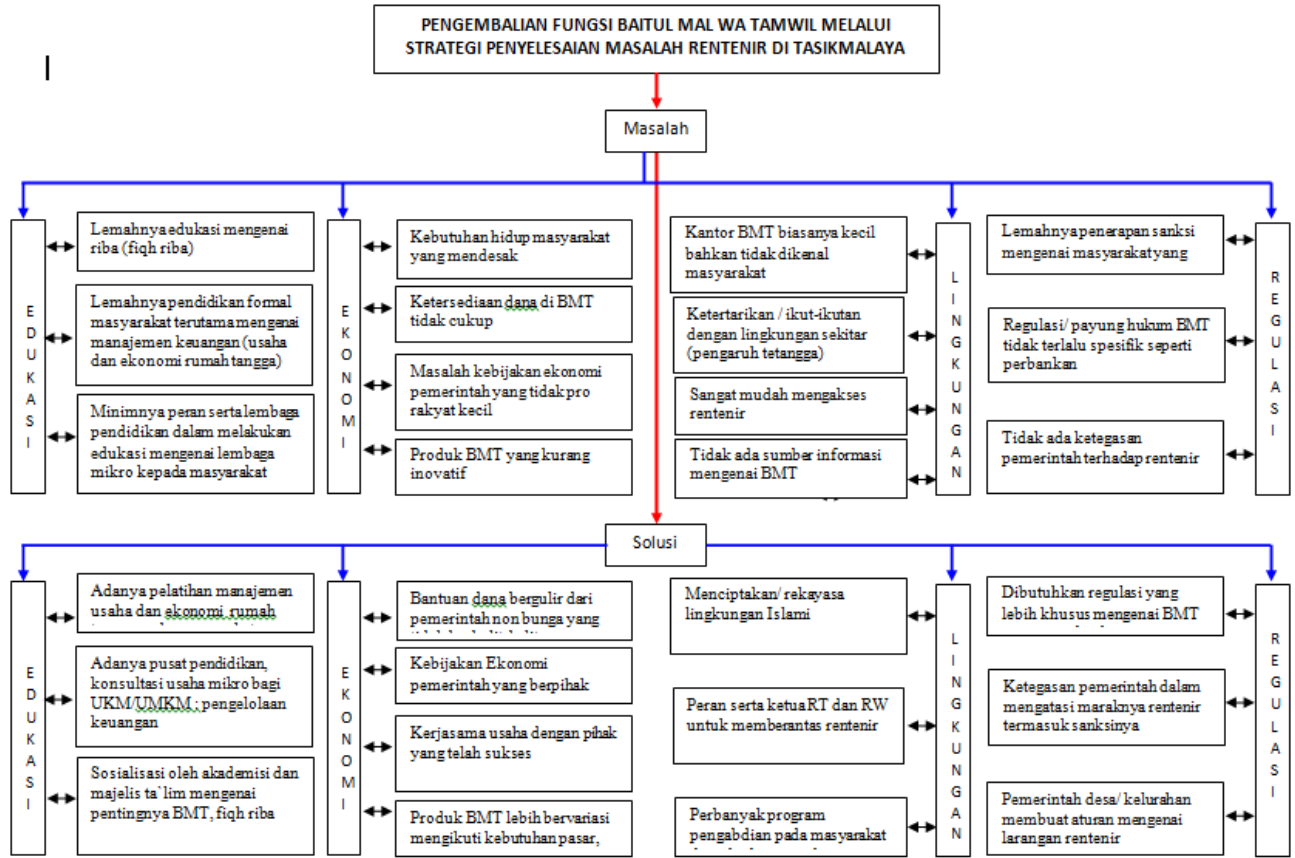 PENGEMBALIAN FUNGSI BAITUL MAL WA TAMWIL MELALUI
STRATEGI PENYELESAIAN MASALAH RENTENIR DI TASIKMALAYA
Masalah
EDUKASI
Lemahnya edukasi mengenai
riba (fiqh riba)
Lemahnya pendidikan formal
masyarakat terutama mengenai
manajemen keuangan (usaha
dan ekonomi rumah tangga)
Minimnya peran serta lembaga
pendidikan dalam melakukan
edukasi mengenai lembaga
mikro kepada masyarakat
EKONOMI
Kebutuhan hidup masyarakat
yang mendesak
Ketersediaan dana di BMT
tidak cukup
Masalah kebijakan ekonomi
pemerintah yang tidak pro
rakyat kecil
Produk BMT yang kurang
inovatif
Kantor BMT biasanya kecil
bahkan tidak dikenal
masyarakat
Ketertarikan / ikut-ikutan
dengan lingkungan sekitar
(pengaruh tetangga)
Sangat mudah mengakses
rentenir
Tidak ada sumber informasi
mengenai BMT
LINGKUNGAN
Lemahnya penerapan sanksi
mengenai masyarakat yang
Regulasi/ payung hukum BMT
tidak terlalu spesifik seperti
perbankan
Tidak ada ketegasan
pemerintah terhadap rentenir
REGULASI
Solusi
EDUKASI
Adanya pelatihan manajemen
usaha dan ekonomi rumah
Adanya pusat pendidikan,
konsultasi usaha mikro bagi
UKM/UMKM ; pengelolaan
keuangan
Sosialisasi oleh akademisi dan
majelis ta`lim mengenai
pentingnya BMT, fiqh riba
EKONOMI
Bantuan dana bergulir dari
pemerintah non bunga yang
Kebijakan Ekonomi
pemerintah yang berpihak
Kerjasama usaha dengan pihak
yang telah sukses
Produk BMT lebih bervariasi
mengikuti kebutuhan pasar,
Menciptakan/ rekayasa
lingkungan Islami
Peran serta ketua RT dan RW
untuk memberantas rentenir
Perbanyak program
pengabdian pada masyarakat
LINGKUNGAN
Dibutuhkan regulasi yang
lebih khusus mengenai BMT
Ketegasan pemerintah dalam
mengatasi maraknya rentenir
termasuk sanksinya
Pemerintah desa/ kelurahan
membuat aturan mengenai
larangan rentenir
REGULASI